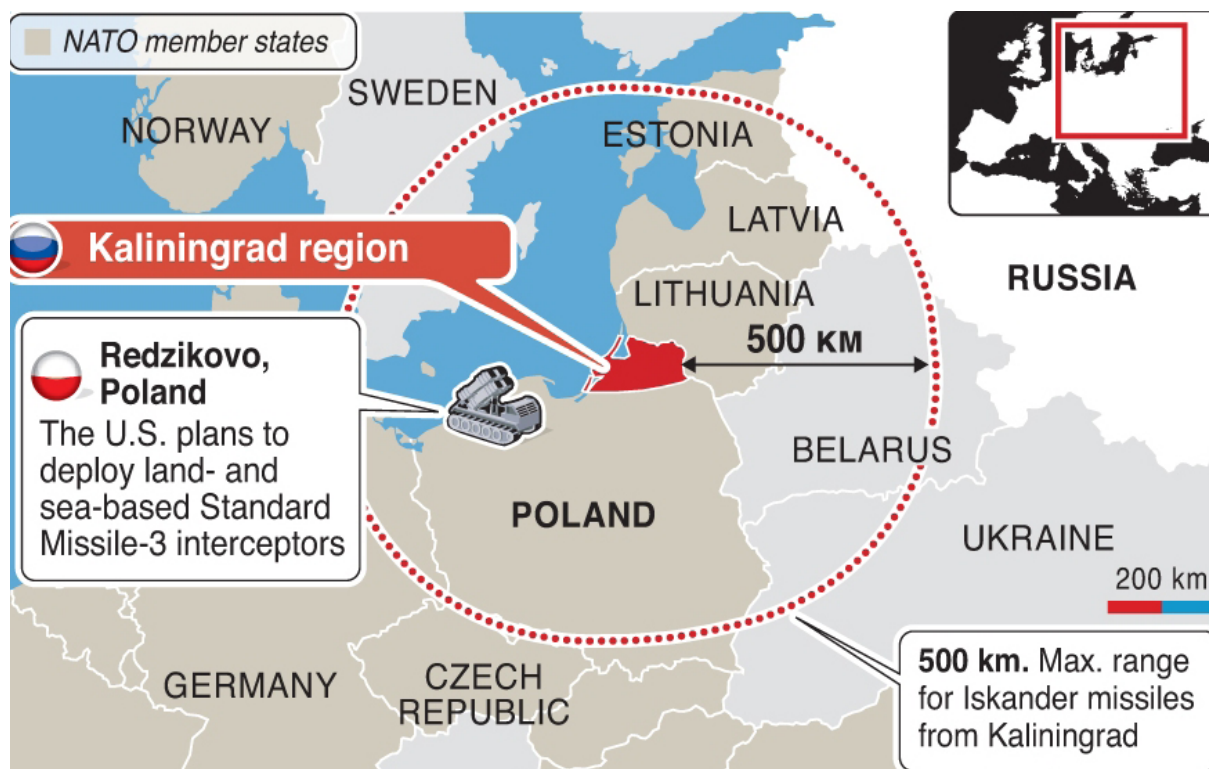 NATO member states
SWEDEN
NORWAY
ESTONIA
LATVIA
Kaliningrad region
RUSSIA
LITHUANIA
500 KM
Redzikovo,
Poland
The U.S. plans to
deploy land- and
sea-based Standard
Missile-3 interceptors
BELARUS
POLAND
UKRAINE
200 km
GERMANY
CZECH
REPUBLIC
500 km. Max. range
for Iskander missiles
from Kaliningrad